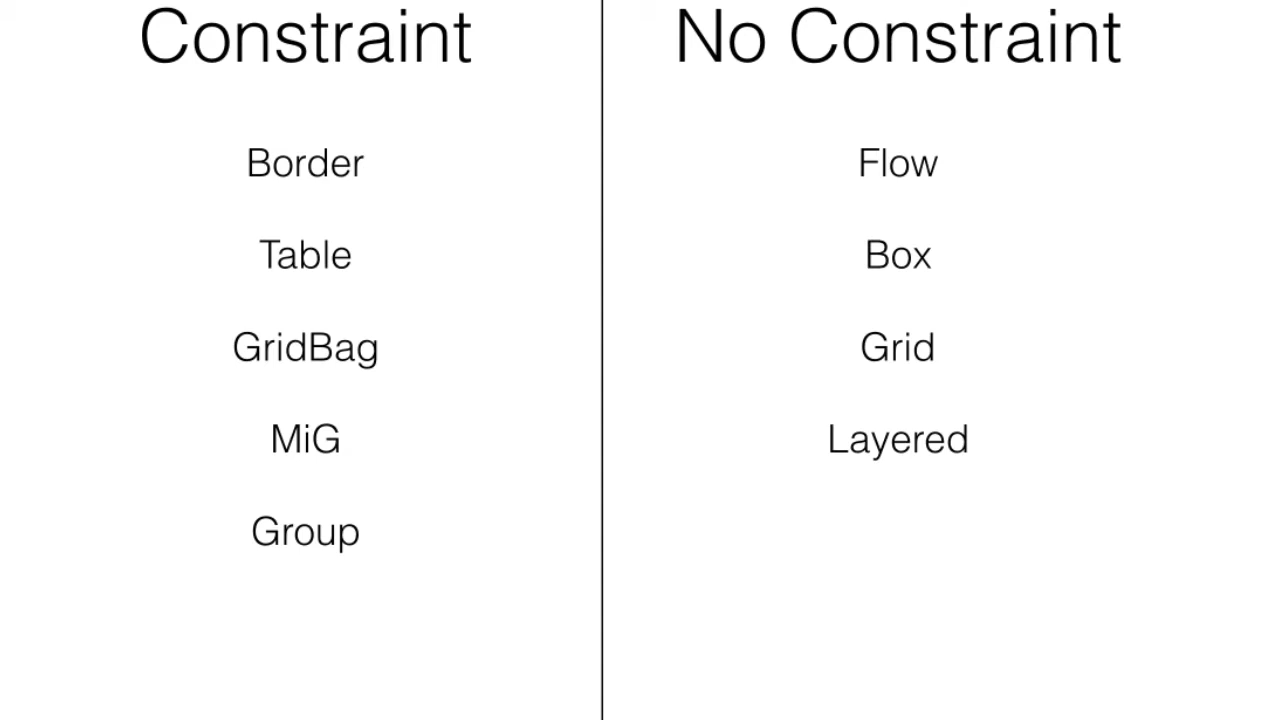 Constraint
Border
Table
GridBag
MiG
Group
No Constraint
Flow
Box
Grid
Layered